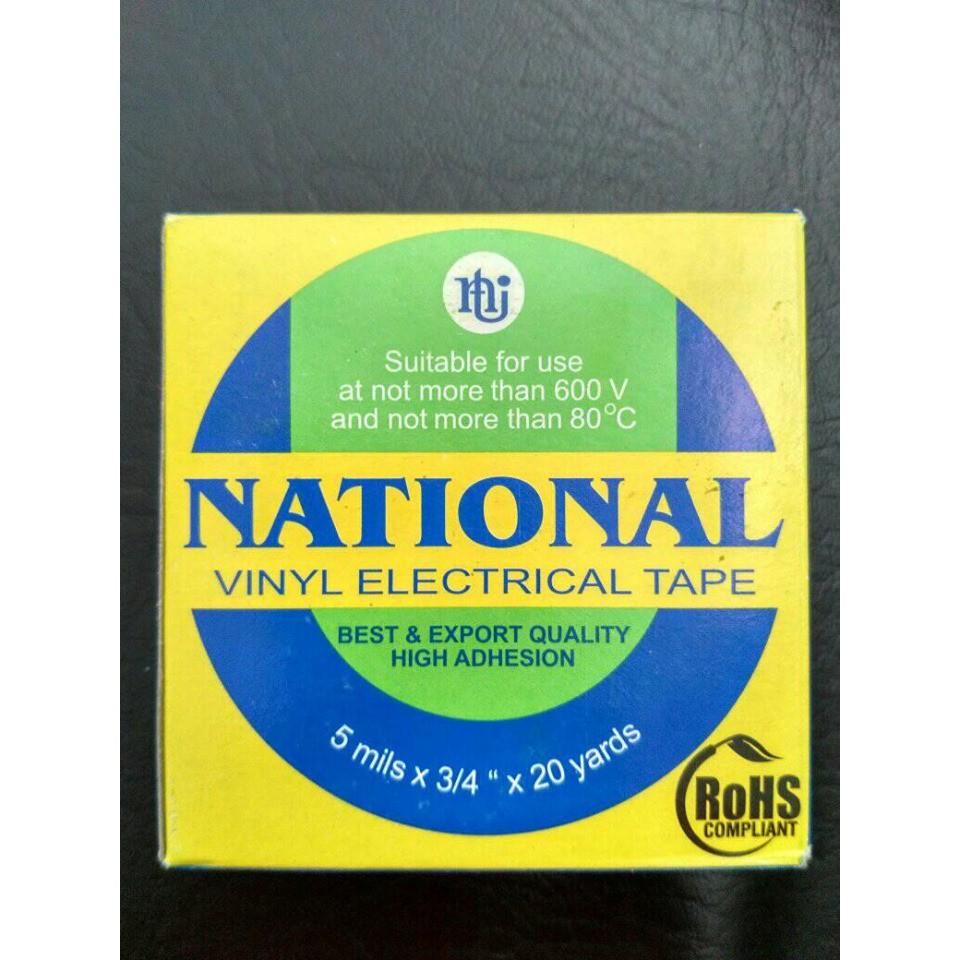 nti
Suitable for use
at not more than 600 V
and not more than 80°C
NATIONAL
VINYL ELECTRICAL TAPE
BEST & EXPORT QUALITY
HIGH ADHESION
5 mils x 3/4 “ x 20 yards
RoHS
COMPLIANT